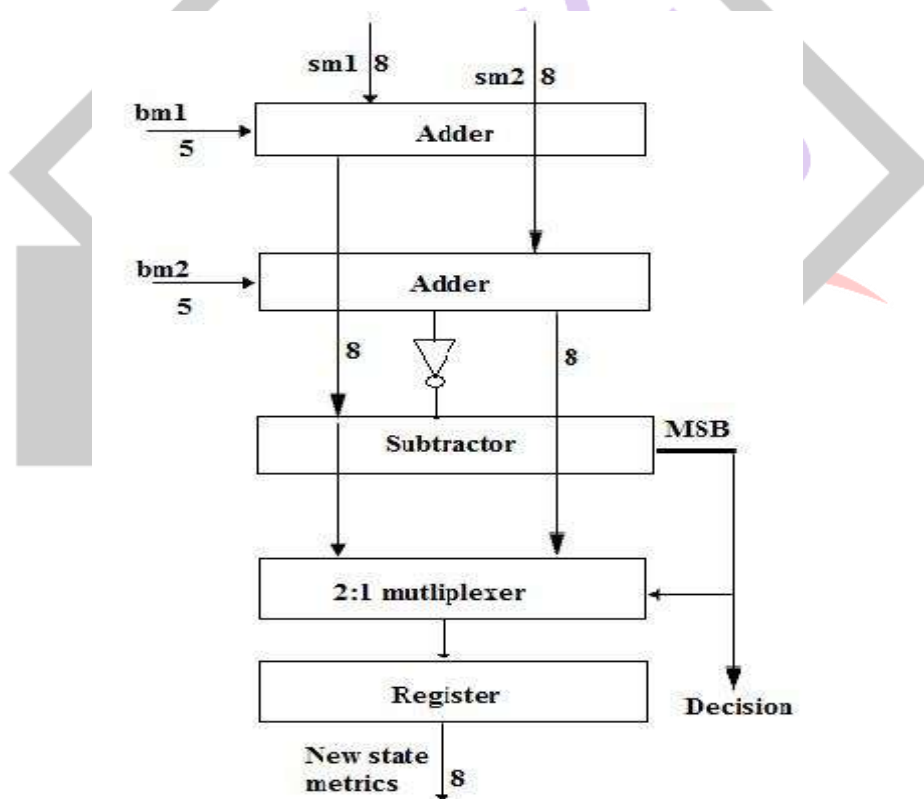 sm1 8
sm2 8
bm1
5
Adder
bm2
5
Adder
8
8
Subtractor
MSB
2:1 mutliplexer
Register
Decision
New state
metrics
8